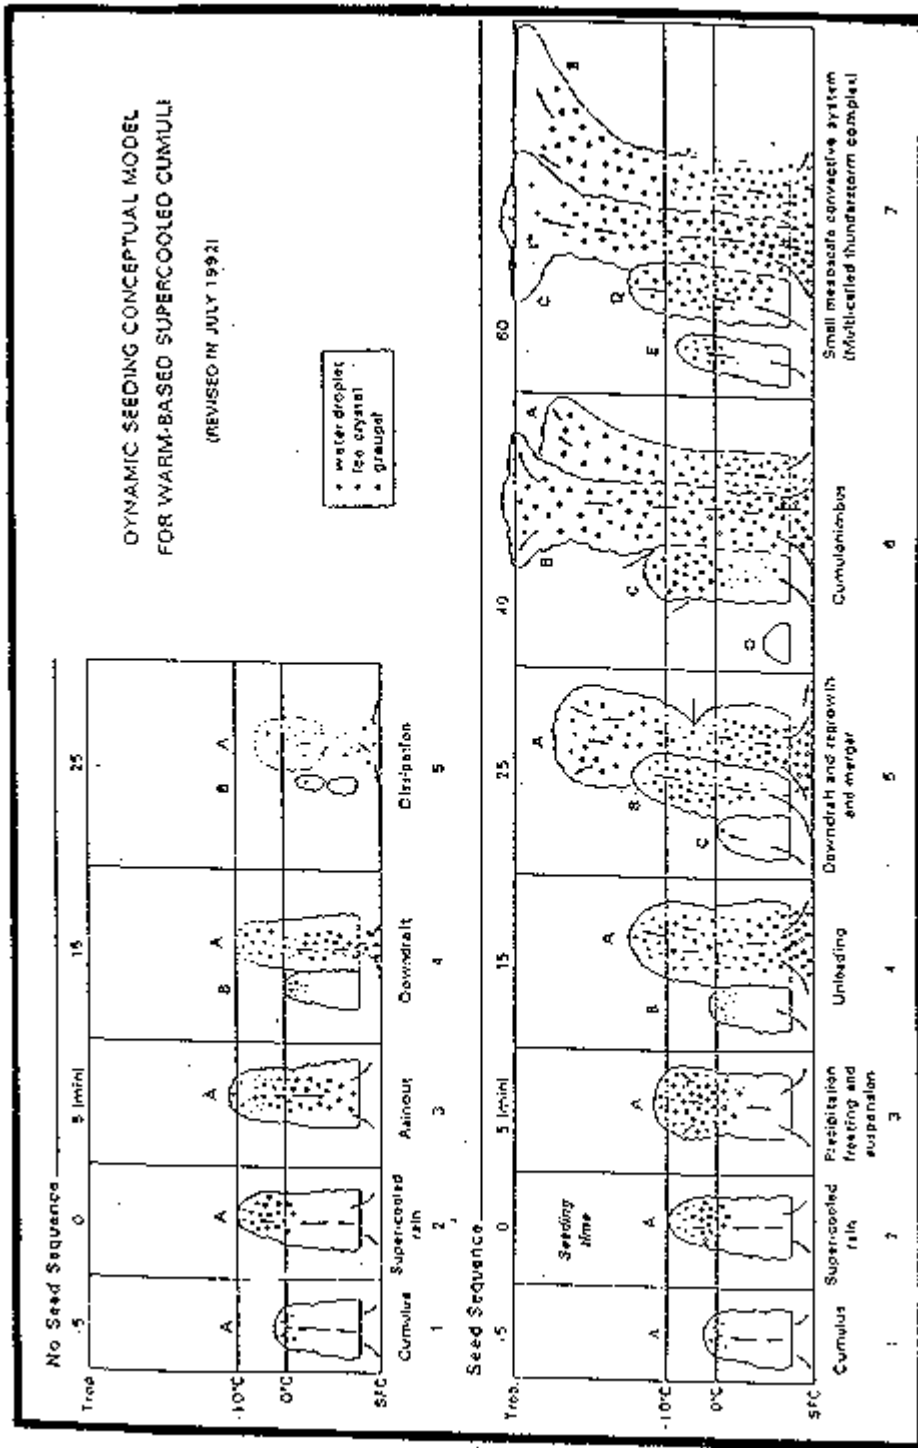 DYNAMIC SEEDING CONCEPTUAL MODEL
FOR WARM-BASED SUPERCOOLED CUMULI
(REVISED IN JULY 1992)
water droplet
ice crystal
graupel
No Seed Sequence
-5
0
5 (min)
15
25
Trop.
-10°C
0°C
SFC
A
A
A
B
A
B
A
Cumulus
Super-cooled
rain
Rainout
Downdraft
Dissipation
1
2
3
4
5
Seed Sequence
-5
0
5 (min)
15
25
40
60
Seeding
time
Trop.
-10°C
0°C
SFC
A
A
A
B
A
C
B
A
D
C
B
A
E
D
C
B
Cumulus
Super-cooled
rain
Precipitation
freezing and
suspension
Unloading
Downdraft and regrowth
and merger
Cumulonimbus
Small mesoscale convective system
(Multi-celled thunderstorm complex)
1
2
3
4
5
6
7